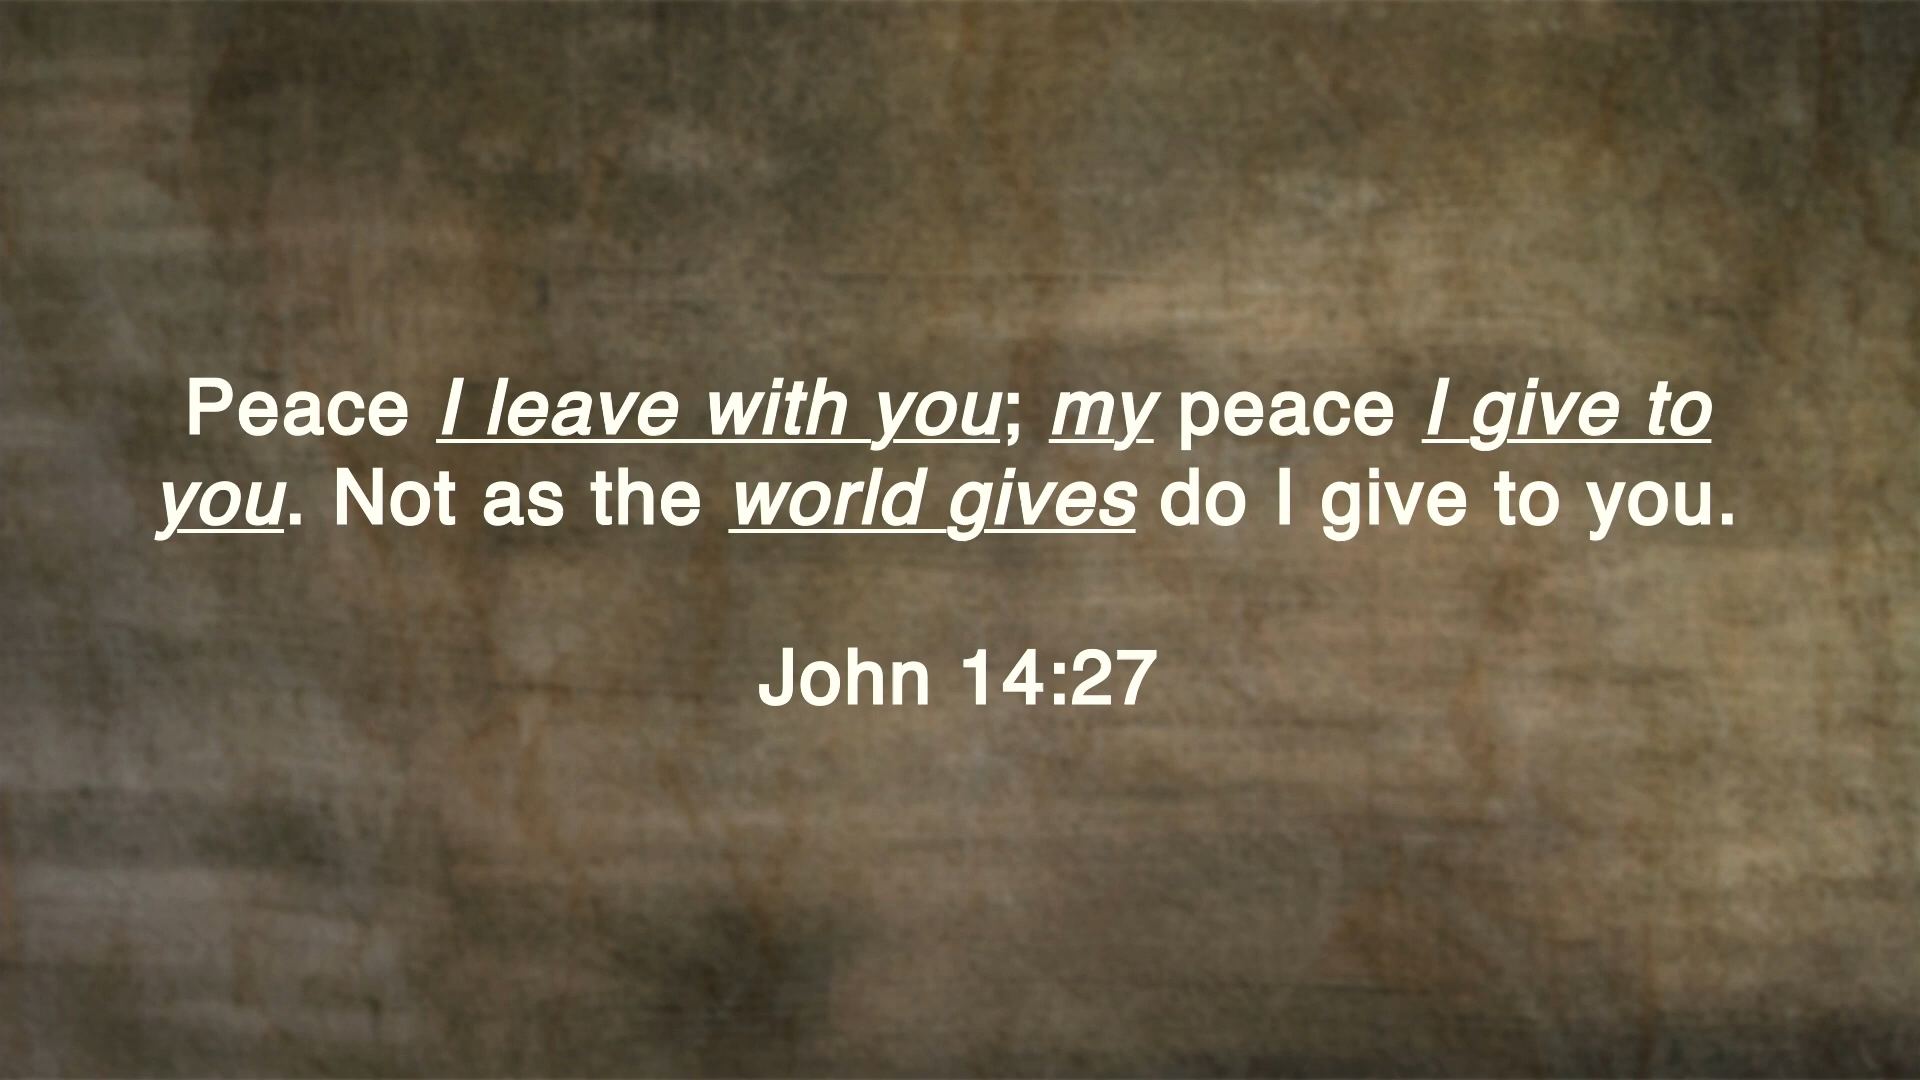 Peace I leave with you; my peace I give to
you. Not as the world gives do I give to you.
John 14:27